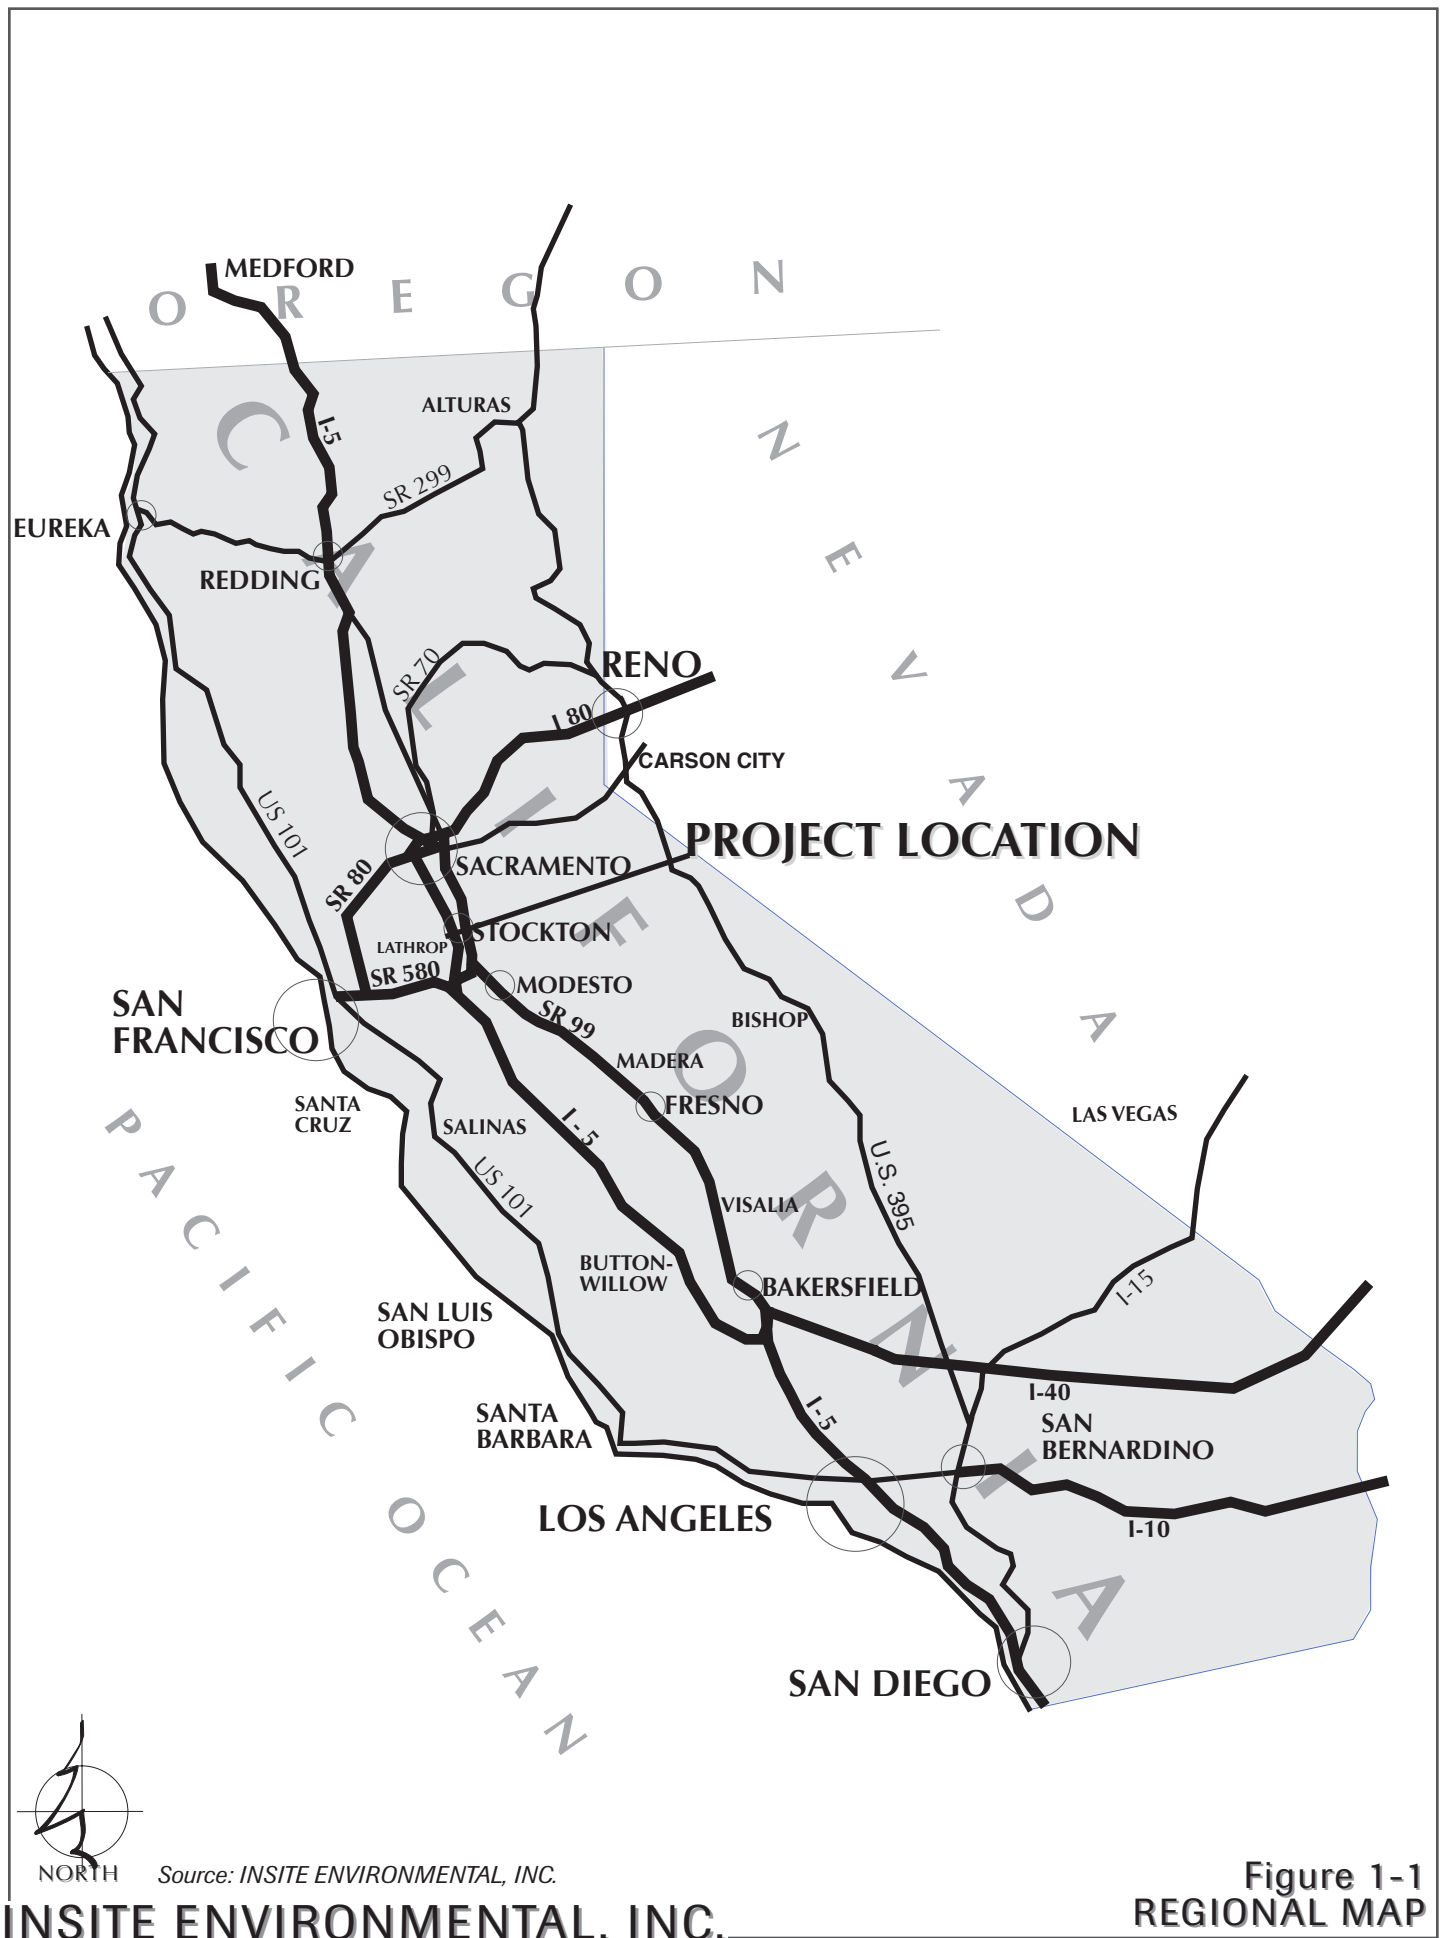 MEDFORD
O R E G O N
I-5
ALTURAS
SR 299
EUREKA
REDDING
N E V A D A
SR 70
RENO
I 80
CARSON CITY
US 101
PROJECT LOCATION
SACRAMENTO
SR 80
STOCKTON
LATHROP
SR 580
MODESTO
SAN
FRANCISCO
SR 99
BISHOP
MADERA
C A L I F O R N I A
FRESNO
SANTA
CRUZ
SALINAS
I - 5
LAS VEGAS
US 101
U.S. 395
VISALIA
BUTTON-
WILLOW
BAKERSFIELD
I-15
SAN LUIS
OBISPO
P A C I F I C
O C E A N
I-40
SANTA
BARBARA
I - 5
SAN
BERNARDINO
LOS ANGELES
I-10
SAN DIEGO
NORTH
Source: INSITE ENVIRONMENTAL, INC.
Figure 1-1
REGIONAL MAP
INSITE ENVIRONMENTAL, INC.